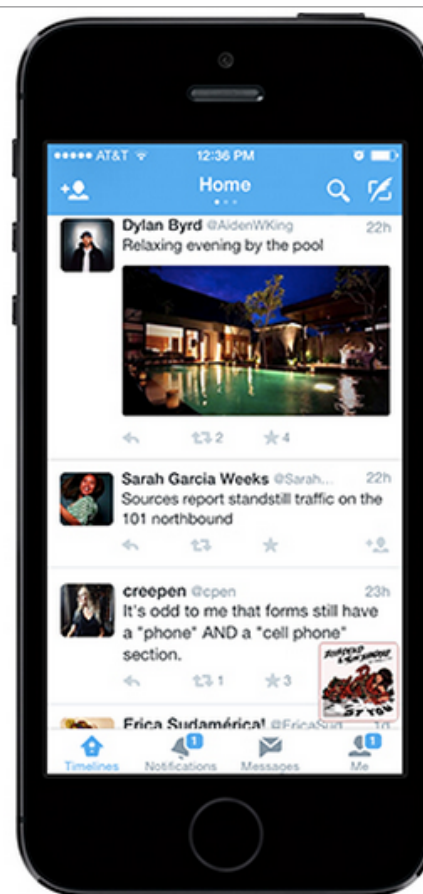 AT&T 12:36 PM
Home
Dylan Byrd @AidenWKing 22h
Relaxing evening by the pool
2 4
Sarah Garcia Weeks @Sarah... 22h
Sources report standstill traffic on the
101 northbound
creepen @cpen 23h
It's odd to me that forms still have
a "phone" AND a "cell phone"
section.
1 3
Erica Sudamérica! @EricaSud 1d
1 1
Timelines Notifications Messages Me